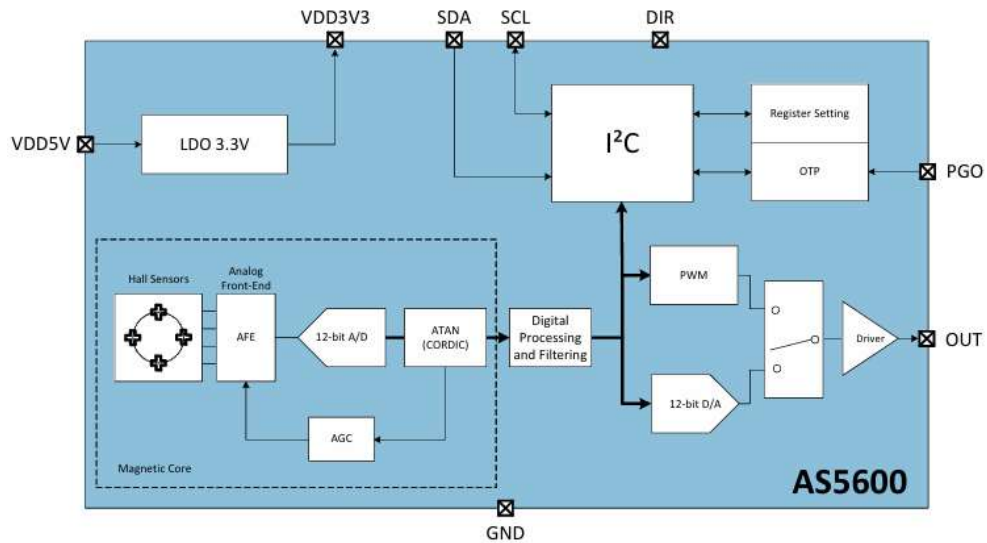 VDD3V3
SDA
SCL
DIR
VDD5V
LDO 3.3V
I²C
Register Setting
OTP
PGO
Hall Sensors
Analog
Front-End
AFE
12-bit A/D
ATAN
(CORDIC)
Digital
Processing
and Filtering
PWM
12-bit D/A
Driver
OUT
AGC
Magnetic Core
AS5600
GND